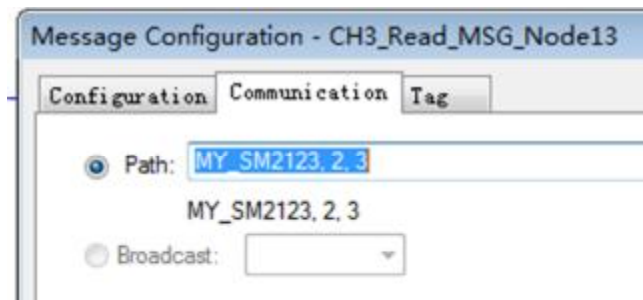 Message Configuration - CH3_Read_MSG_Node13
Configuration Communication Tag
Path: MY_SM2123, 2, 3
MY_SM2123, 2, 3
Broadcast: